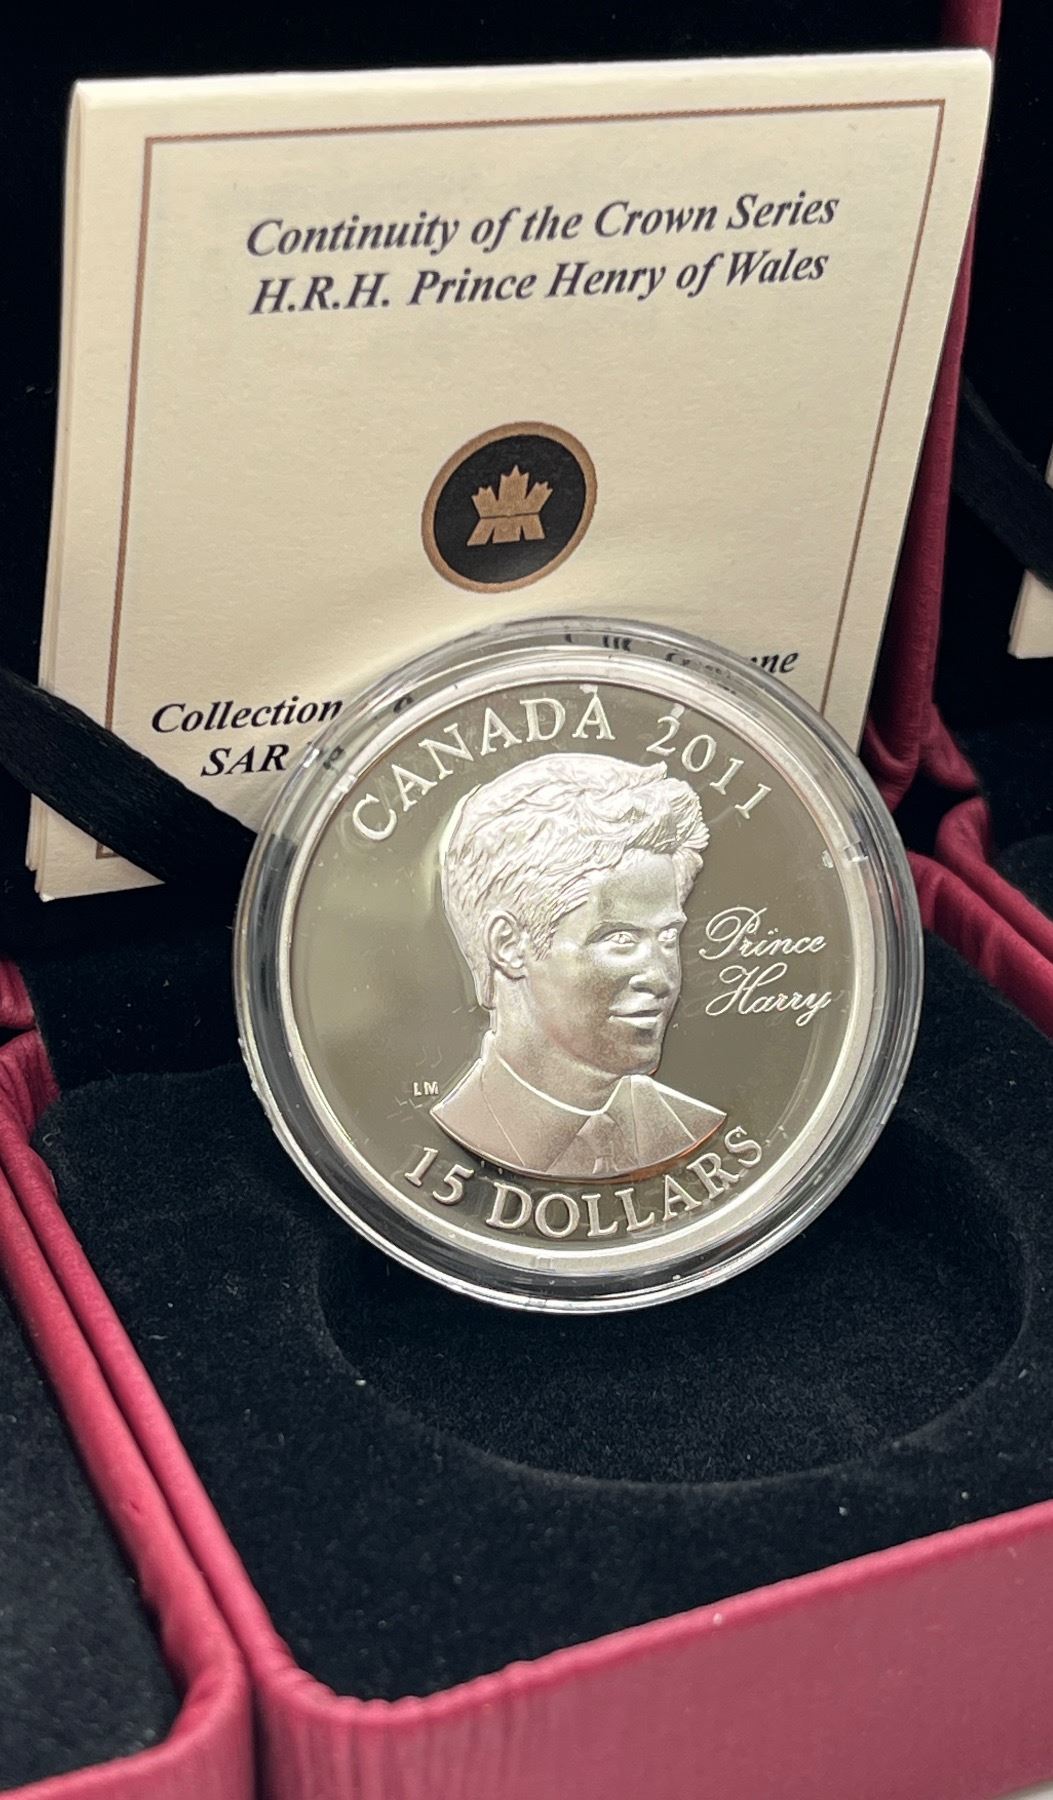 Continuity of the Crown Series
H.R.H. Prince Henry of Wales
Collection
SAR
CANADA 2011
Prince
Harry
LM
15 DOLLARS